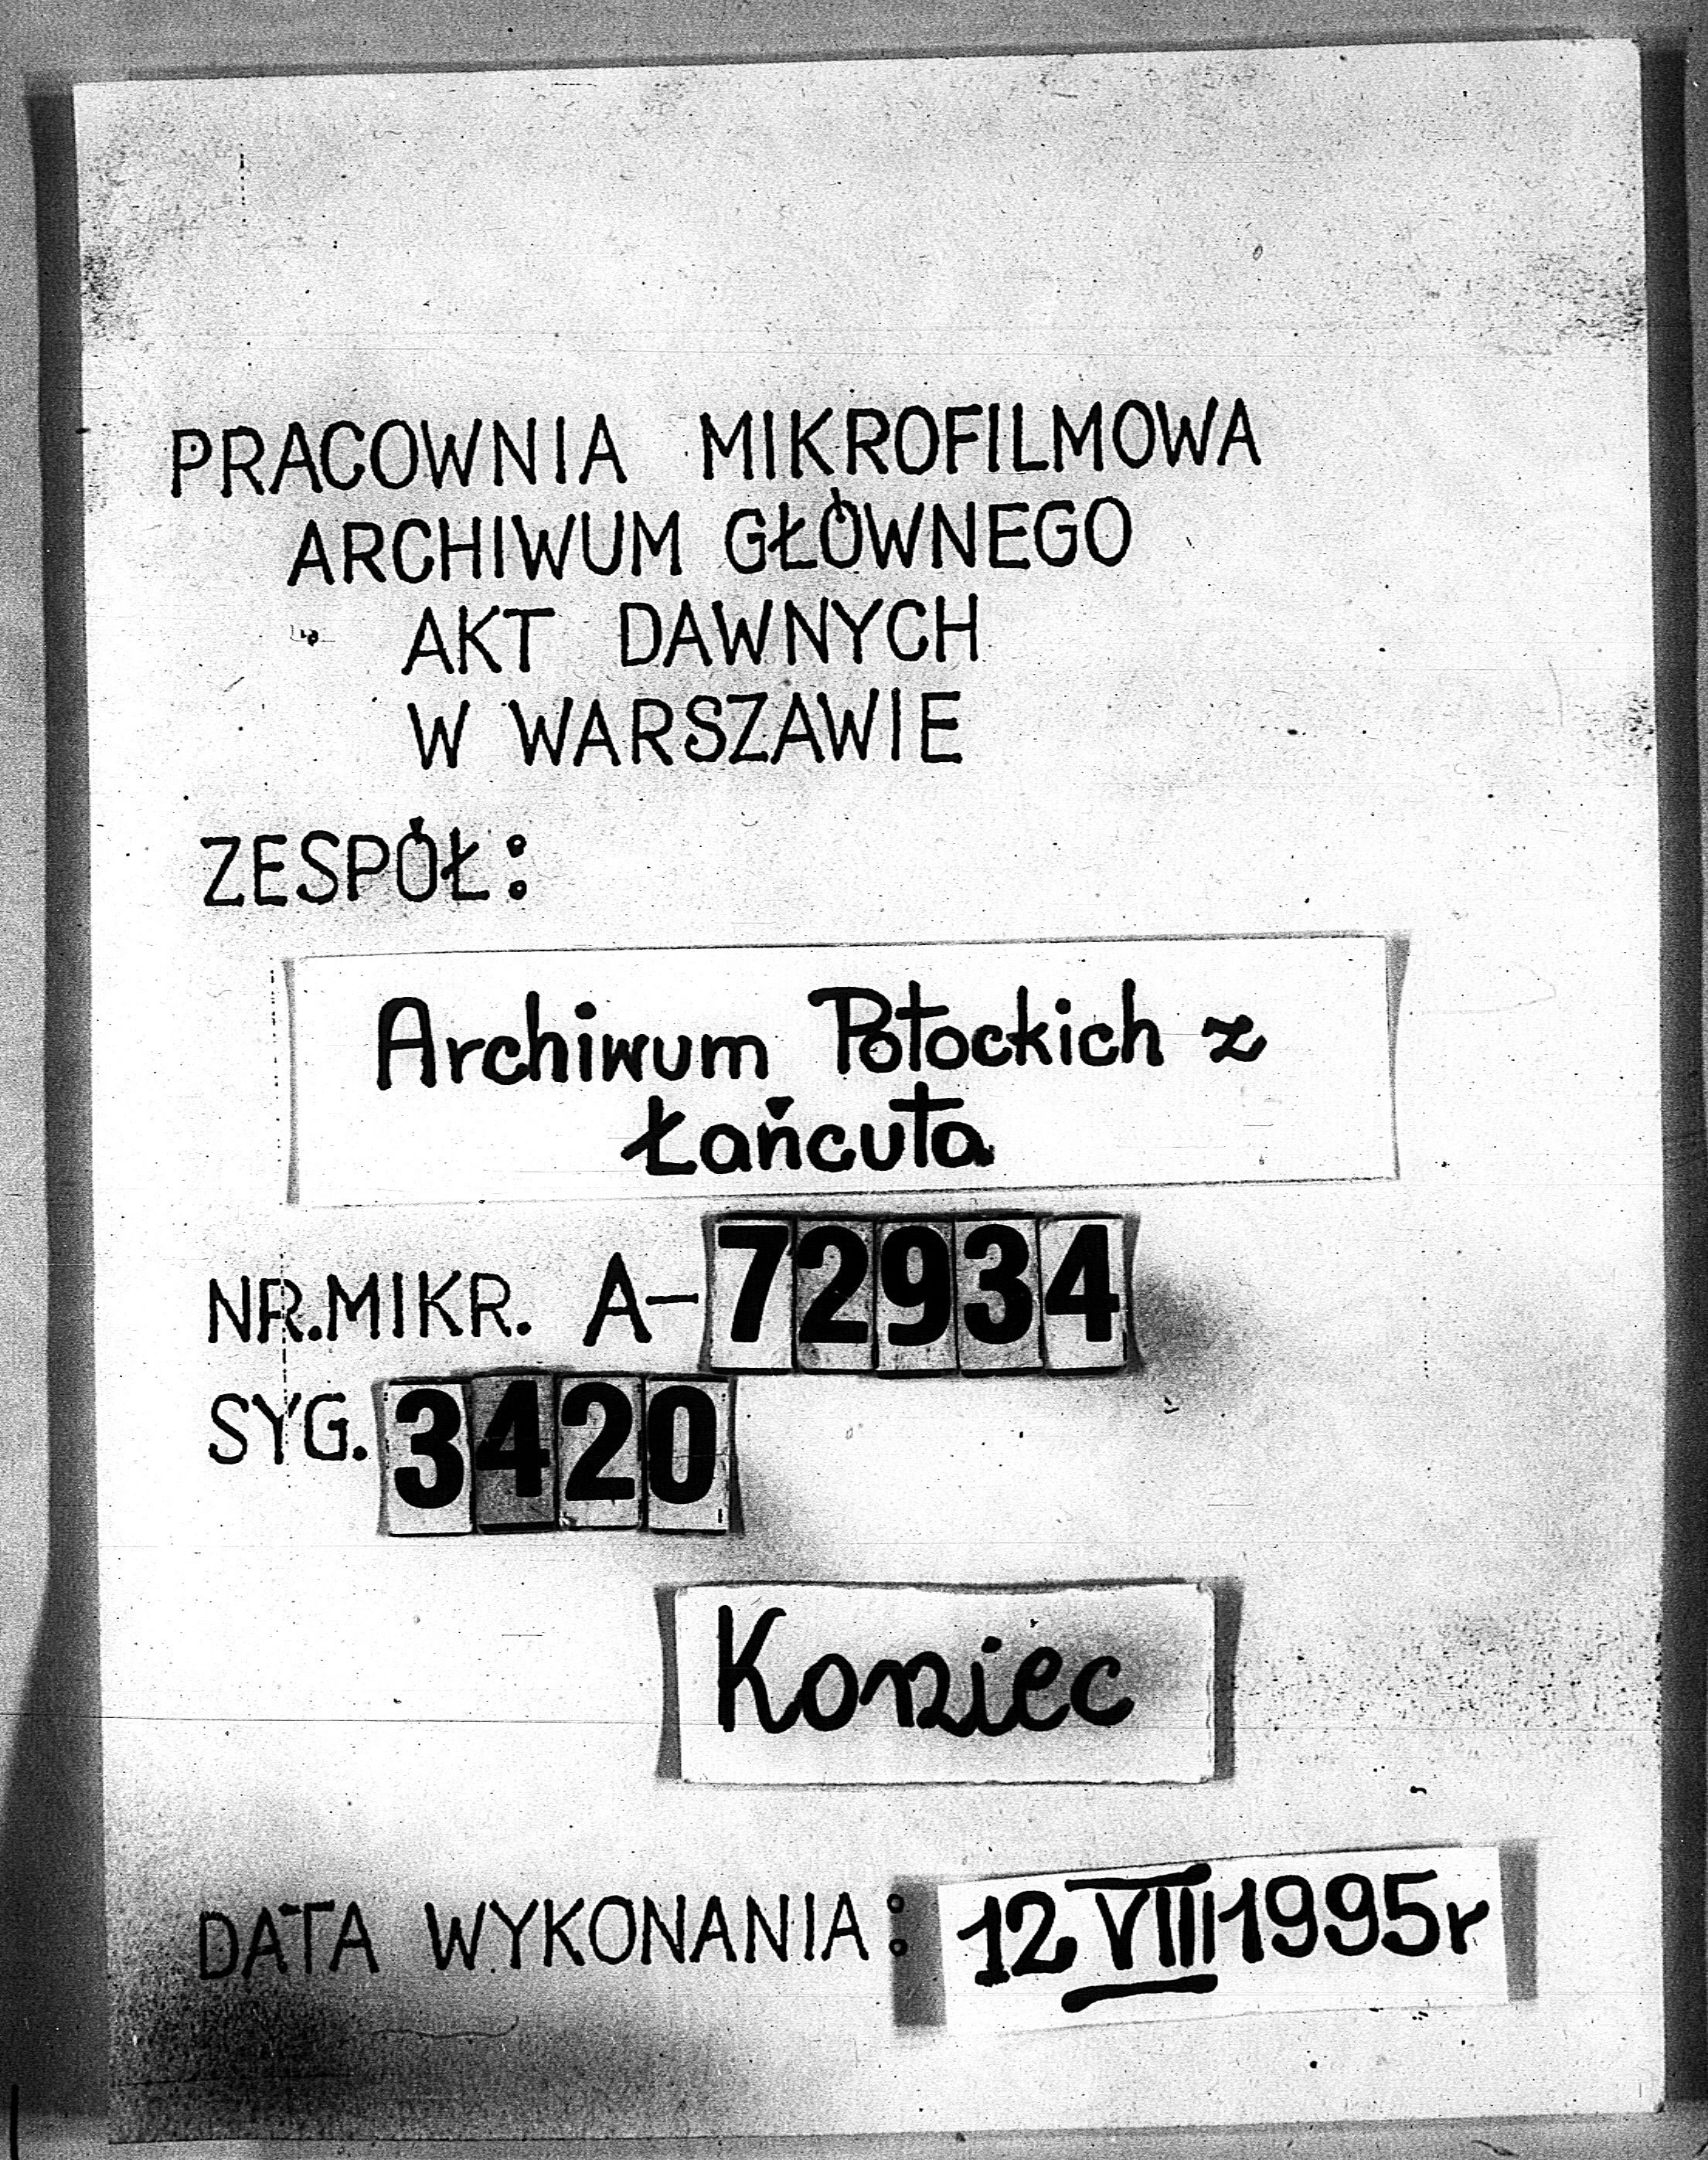 PRACOWNIA MIKROFILMOWA
ARCHIWUM GŁÓWNEGO
AKT DAWNYCH
W WARSZAWIE
ZESPÓŁ:
Archiwum Potockich z
Łańcuta
NR.MIKR. A-72934
SYG. 3420
Koniec
DATA WYKONANIA: 12 VIII 1995r